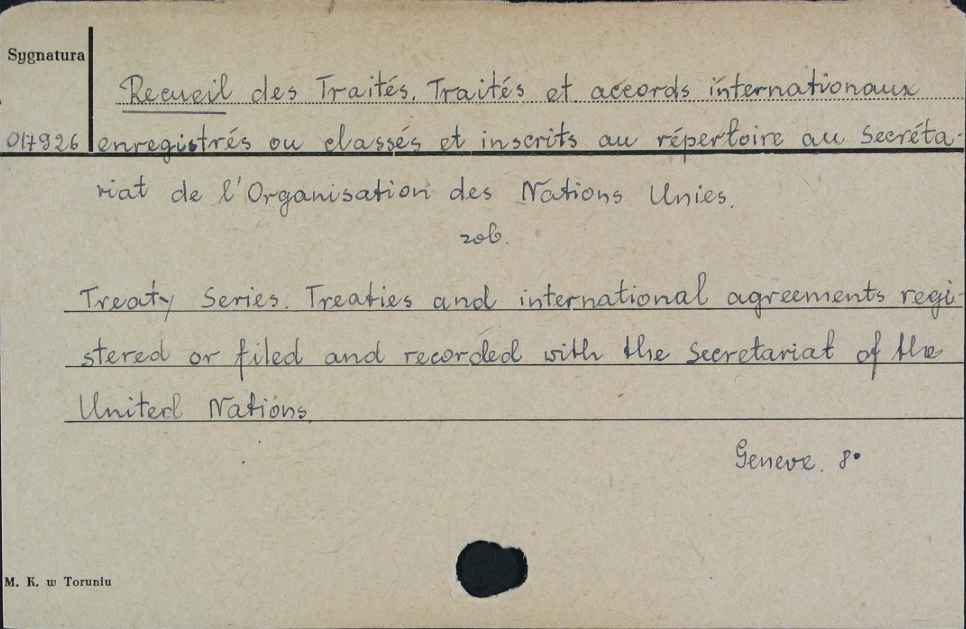 Sygnatura
Recueil des Traités. Traités et accords internationaux
017926 enregistrés ou classés et inscrits au répertoire au Secréta-
riat de l'Organisation des Nations Unies.
zob.
Treaty Series. Treaties and international agreements regi-
stered or filed and recorded with the Secretariat of the
United Nations.
Geneve. 8°
M. K. w Toruniu